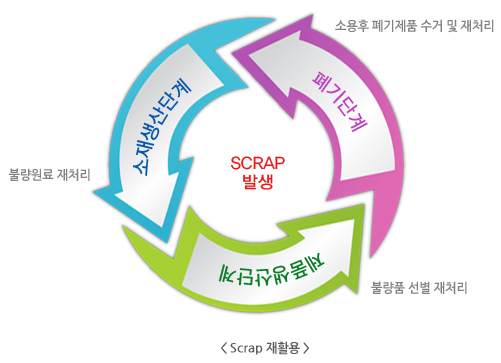 소용후 폐기제품 수거 및 재처리
소재생산단계
폐기단계
SCRAP
발생
불량원료 재처리
제품생산단계
불량품 선별 재처리
< Scrap 재활용 >